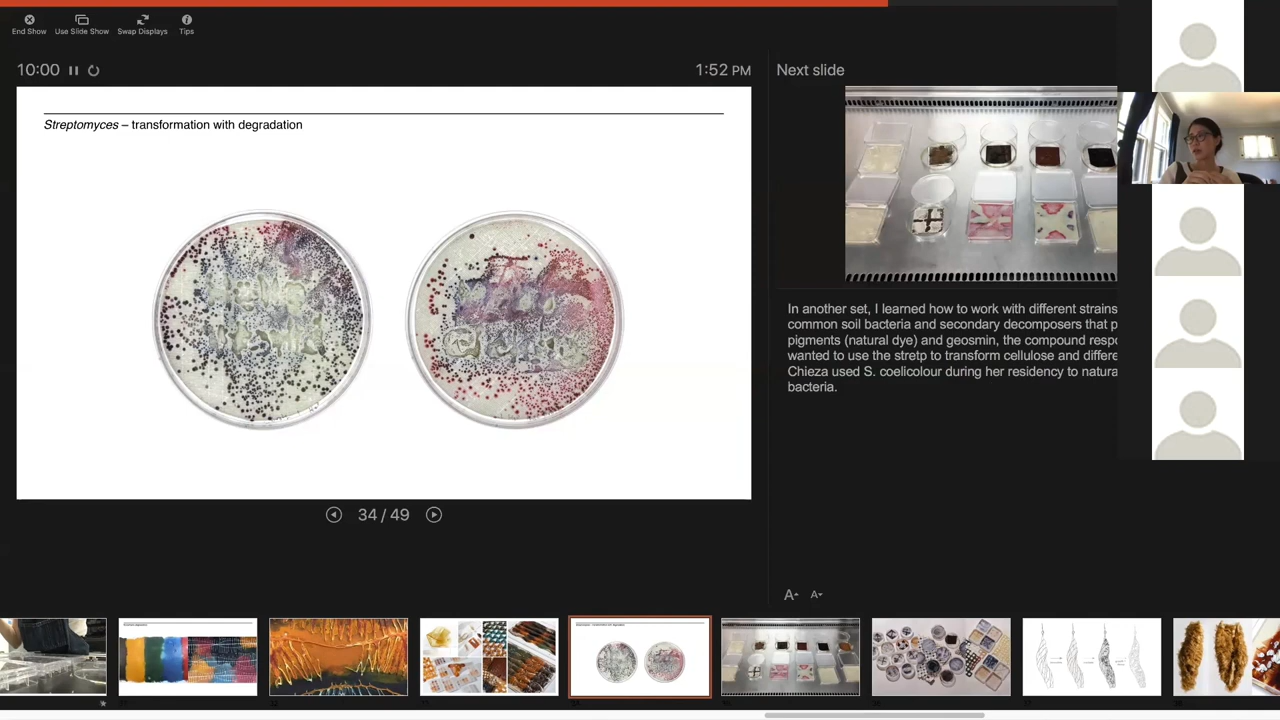 End Show
Use Slide Show
Swap Displays
Tips
10:00
1:52 PM
Next slide
Streptomyces – transformation with degradation
In another set, I learned how to work with different strains
common soil bacteria and secondary decomposers that p
pigments (natural dye) and geosmin, the compound respo
wanted to use the stretp to transform cellulose and differe
Chieza used S. coelicolour during her residency to natura
bacteria.
34 / 49
A
A